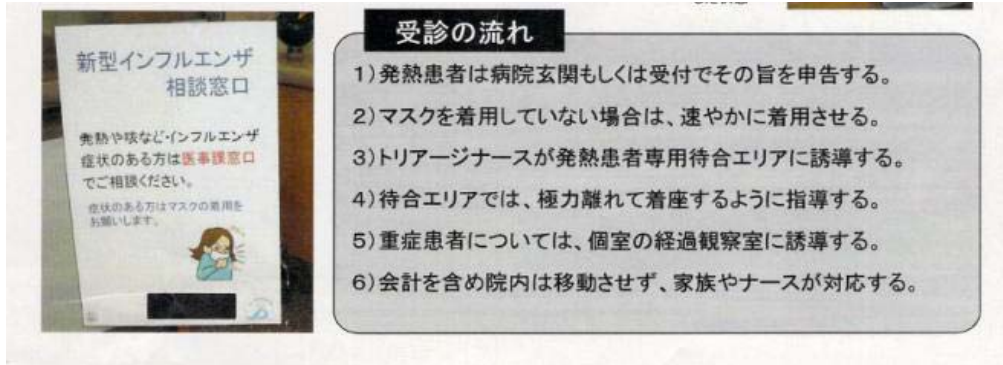 新型インフルエンザ
相談窓口
発熱や咳など・インフルエンザ
症状のある方は医事課窓口
でご相談ください。
症状のある方はマスクの着用を
お願いします。
受診の流れ
1)発熱患者は病院玄関もしくは受付でその旨を申告する。
2)マスクを着用していない場合は、速やかに着用させる。
3)トリアージナースが発熱患者専用待合エリアに誘導する。
4)待合エリアでは、極力離れて着座するように指導する。
5)重症患者については、個室の経過観察室に誘導する。
6)会計を含め院内は移動させず、家族やナースが対応する。